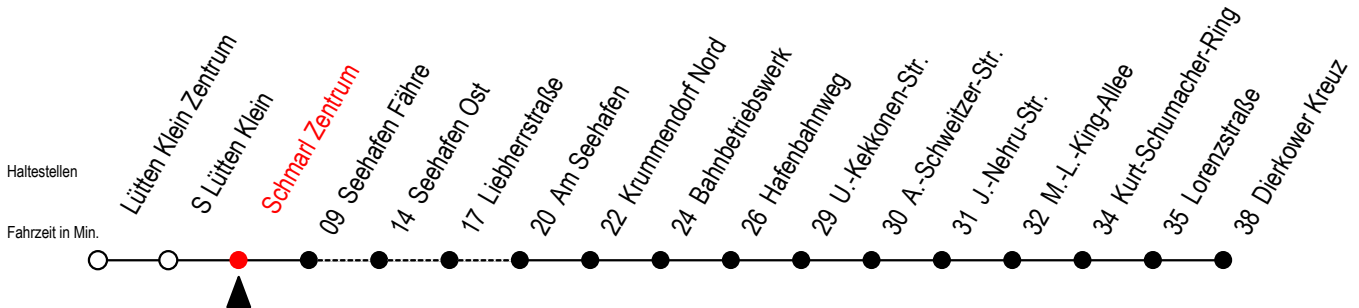 Haltestellen
Fahrzeit in Min.
Lütten Klein Zentrum
S Lütten Klein
Schmarl Zentrum
09 Seehafen Fähre
14 Seehafen Ost
17 Liebherrstraße
20 Am Seehafen
22 Krummendorf Nord
24 Bahnbetriebswerk
26 Hafenbahnweg
29 U.-Kekkonen-Str.
30 A.-Schweitzer-Str.
31 J.-Nehru-Str.
32 M.-L.-King-Allee
34 Kurt-Schumacher-Ring
35 Lorenzstraße
38 Dierkower Kreuz